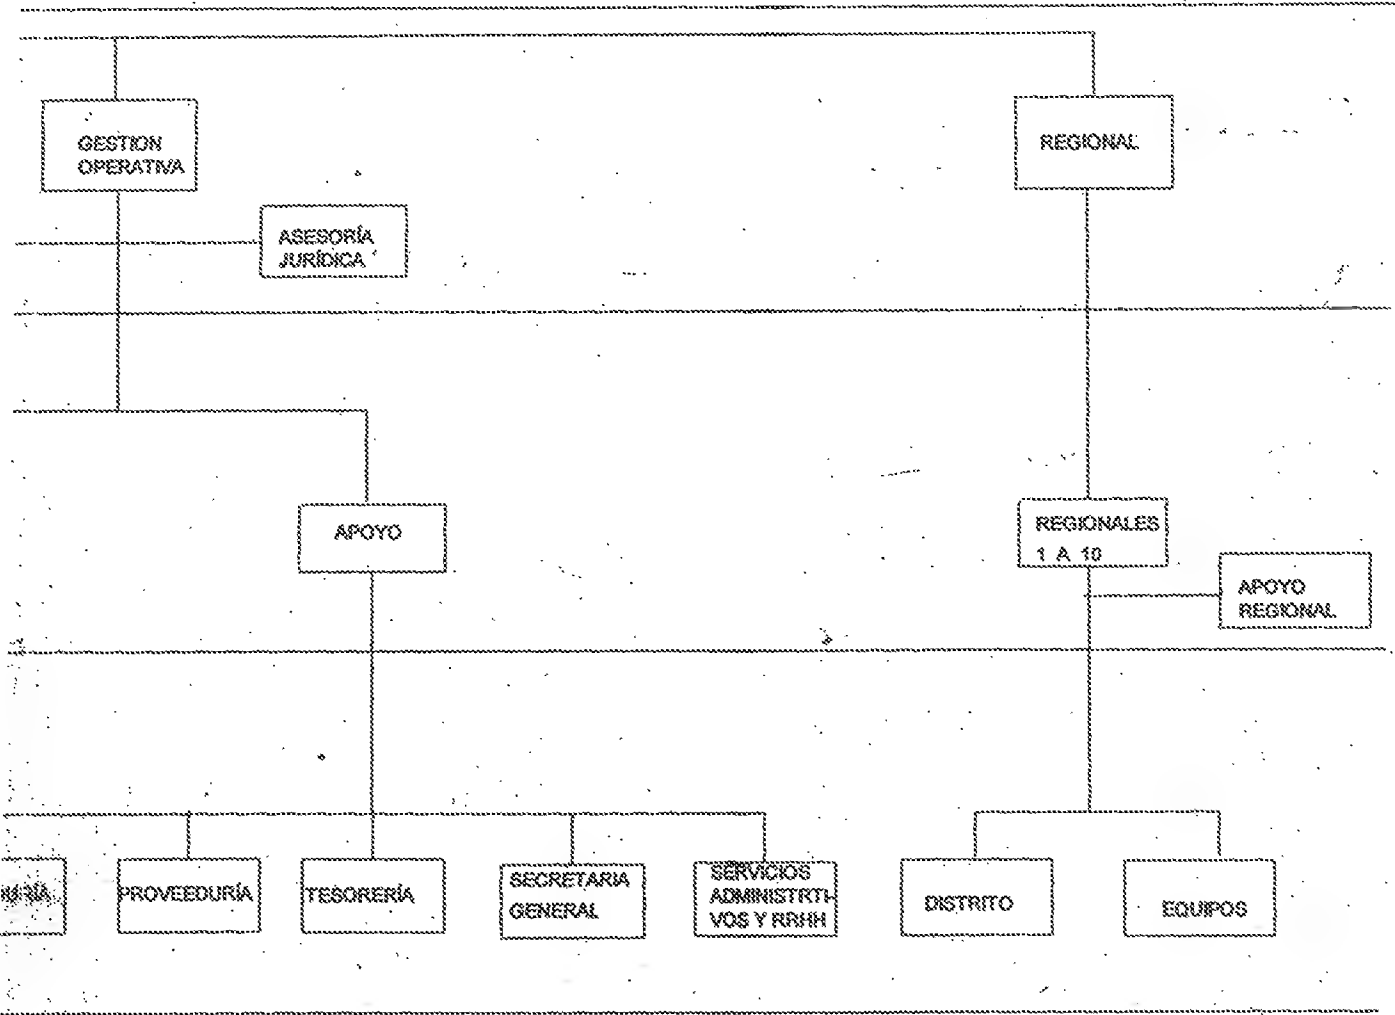 GESTION
OPERATIVA
REGIONAL
ASESORÍA
JURÍDICA
APOYO
REGIONALES
1 A 10
APOYO
REGIONAL
PROVEEDURÍA
TESORERÍA
SECRETARIA
GENERAL
SERVICIOS
ADMINISTRTI-
VOS Y RRHH
DISTRITO
EQUIPOS